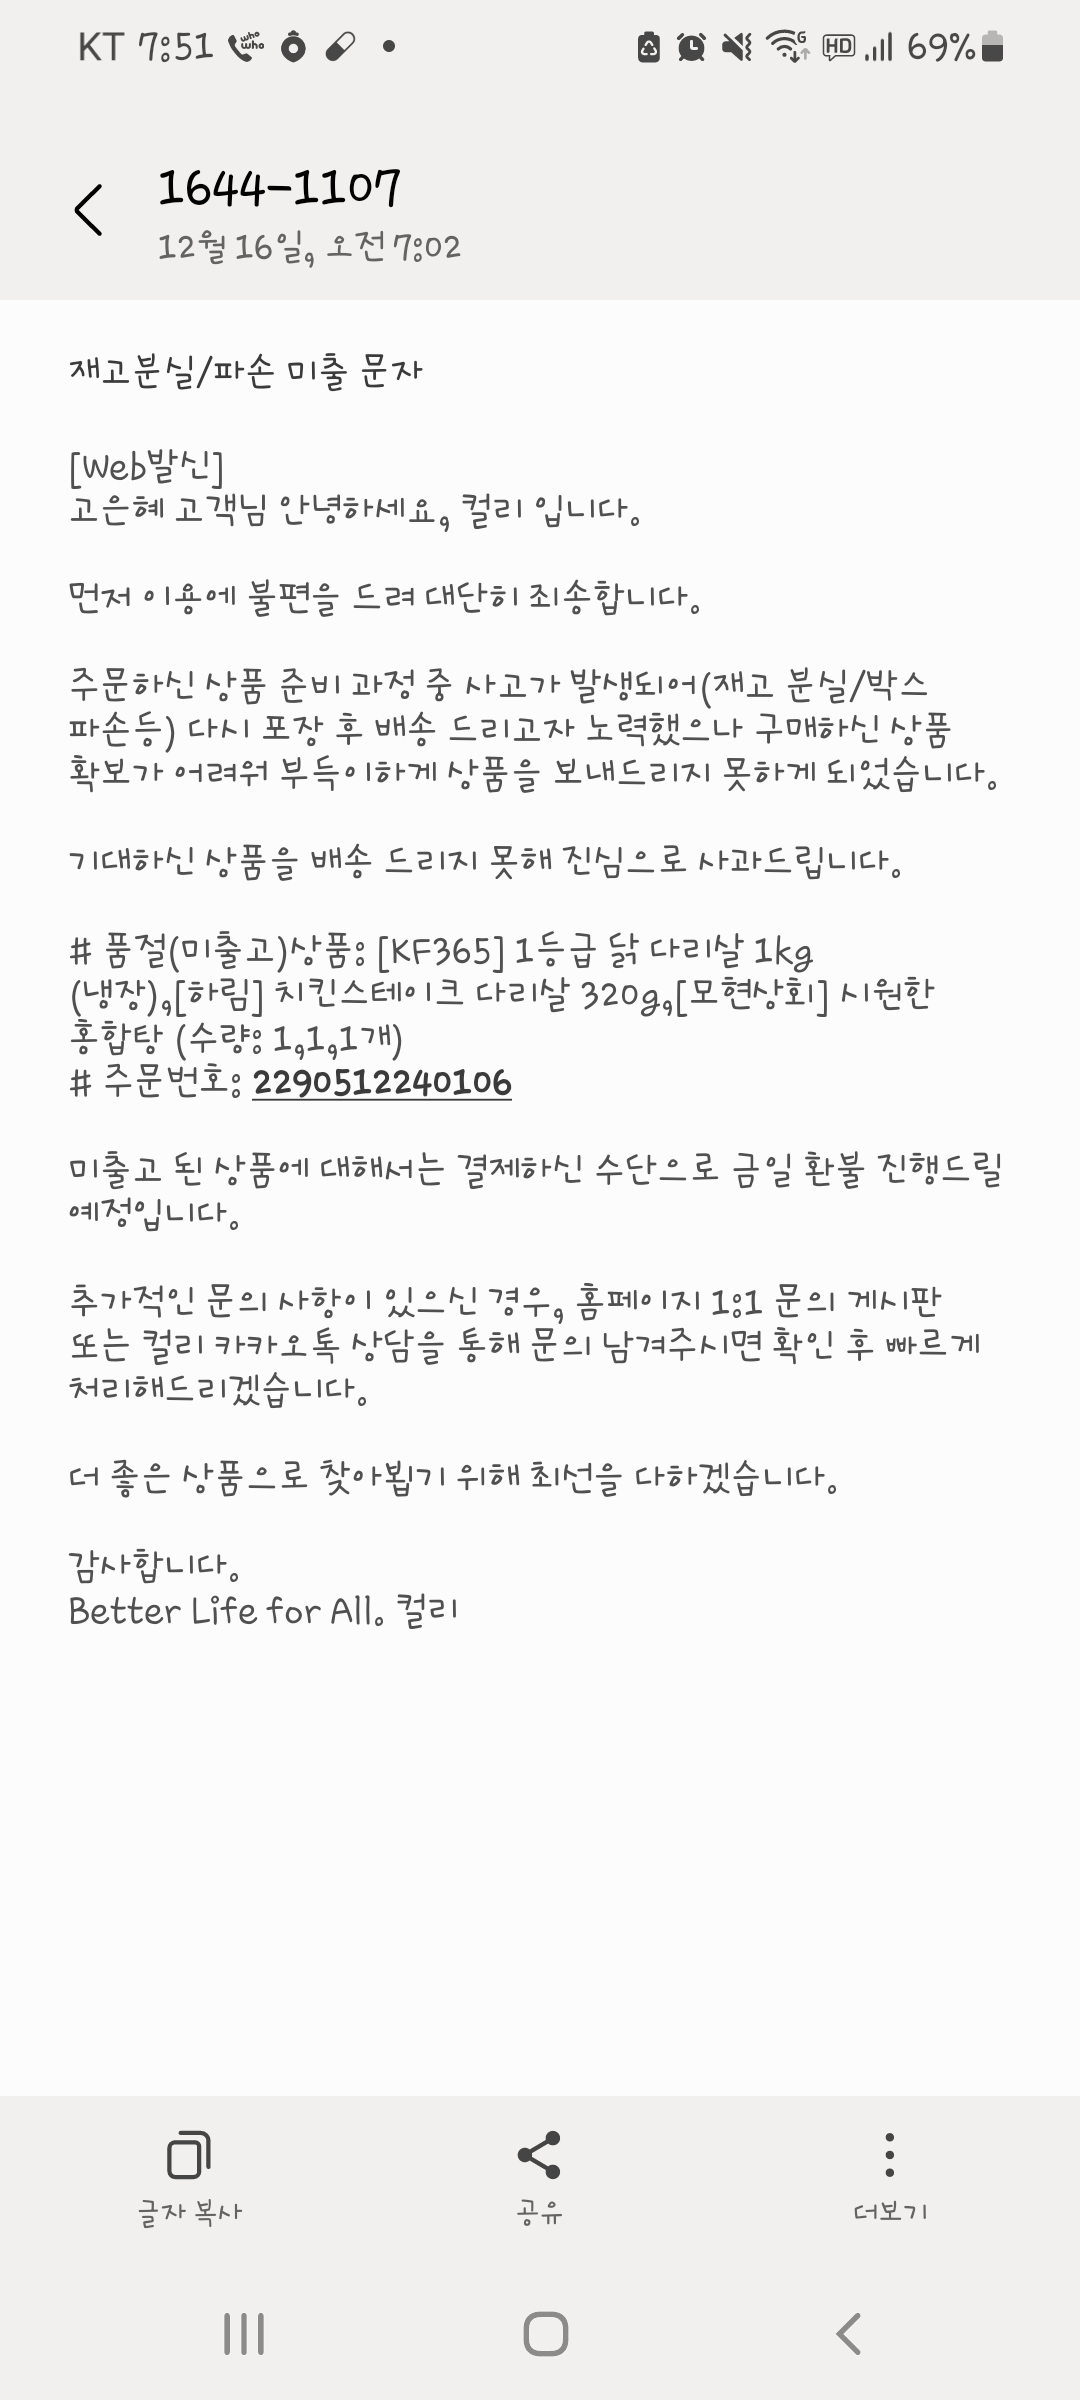 KT 7:51 who who G HD 69%
1644-1107
12월 16일, 오전 7:02
재고분실/파손 미출 문자
[Web발신]
고은혜 고객님 안녕하세요, 컬리 입니다.
먼저 이용에 불편을 드려 대단히 죄송합니다.
주문하신 상품 준비 과정 중 사고가 발생되어(재고 분실/박스
파손등) 다시 포장 후 배송 드리고자 노력했으나 구매하신 상품
확보가 어려워 부득이하게 상품을 보내드리지 못하게 되었습니다.
기대하신 상품을 배송 드리지 못해 진심으로 사과드립니다.
# 품절(미출고)상품: [KF365] 1등급 닭 다리살 1kg
(냉장),[하림] 치킨스테이크 다리살 320g,[모현상회] 시원한
홍합탕 (수량: 1,1,1개)
# 주문번호: 2290512240106
미출고 된 상품에 대해서는 결제하신 수단으로 금일 환불 진행드릴
예정입니다.
추가적인 문의 사항이 있으신 경우, 홈페이지 1:1 문의 게시판
또는 컬리 카카오톡 상담을 통해 문의 남겨주시면 확인 후 빠르게
처리해드리겠습니다.
더 좋은 상품으로 찾아뵙기 위해 최선을 다하겠습니다.
감사합니다.
Better Life for All. 컬리
글자 복사
공유
더보기